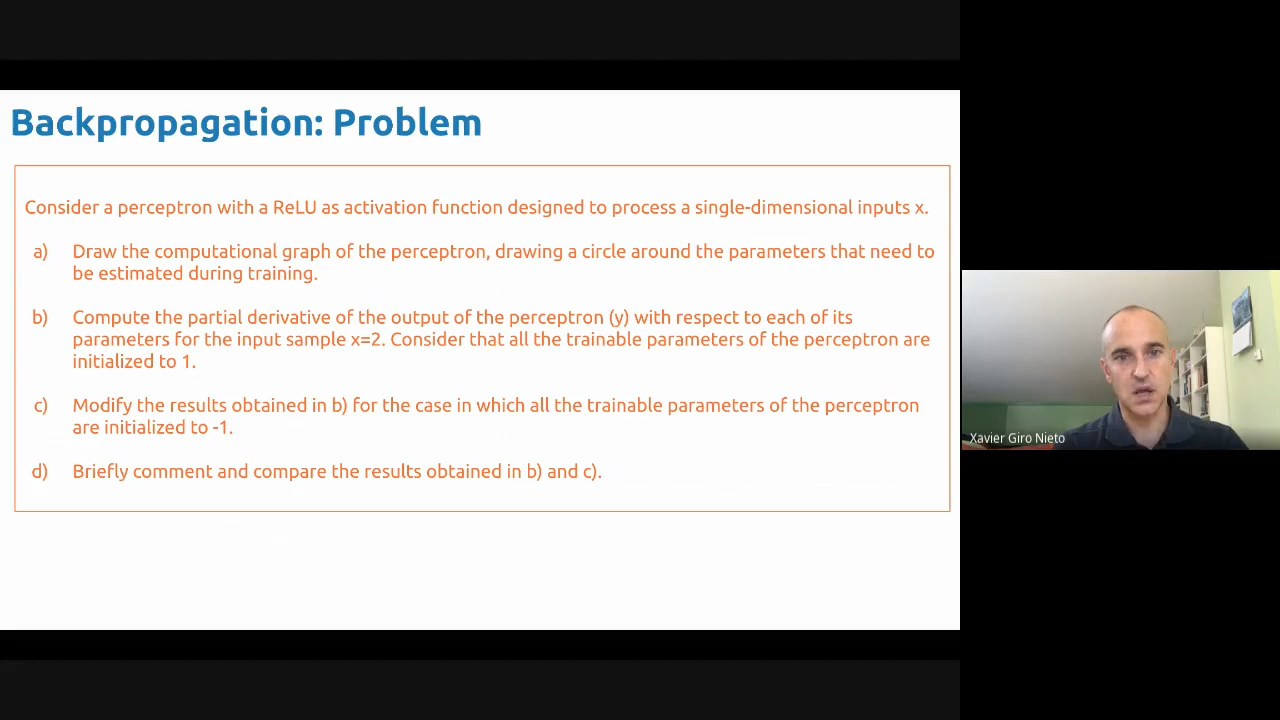 Backpropagation: Problem
Consider a perceptron with a ReLU as activation function designed to process a single-dimensional inputs x.
a) Draw the computational graph of the perceptron, drawing a circle around the parameters that need to
be estimated during training.
b) Compute the partial derivative of the output of the perceptron (y) with respect to each of its
parameters for the input sample x=2. Consider that all the trainable parameters of the perceptron are
initialized to 1.
c) Modify the results obtained in b) for the case in which all the trainable parameters of the perceptron
are initialized to -1.
d) Briefly comment and compare the results obtained in b) and c).
Xavier Giro Nieto